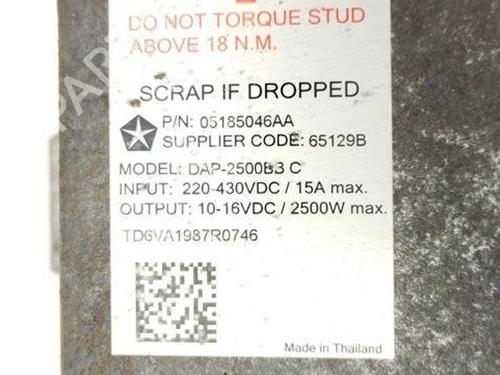 DO NOT TORQUE STUD
ABOVE 18 N.M.
SCRAP IF DROPPED
P/N: 05185046AA
SUPPLIER CODE: 65129B
MODEL: DAP-2500BB C
INPUT: 220-430VDC / 15A max.
OUTPUT: 10-16VDC / 2500W max.
TD6VA1987R0746
Made in Thailand